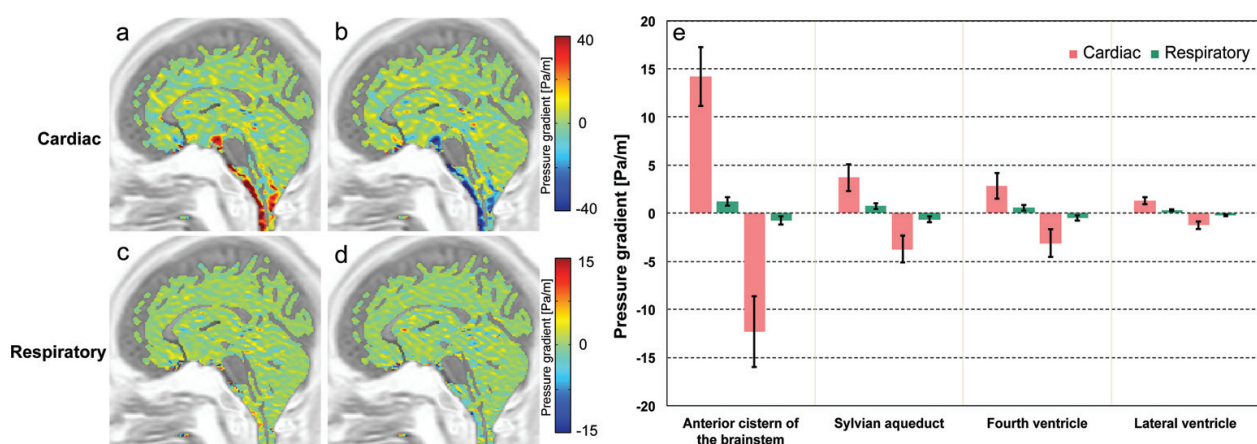 a
b
40
0
-40
Pressure gradient [Pa/m]
Cardiac
c
d
15
0
-15
Pressure gradient [Pa/m]
Respiratory
e
Cardiac
Respiratory
20
15
10
5
0
-5
-10
-15
-20
Pressure gradient [Pa/m]
Anterior cistern of
the brainstem
Sylvian aqueduct
Fourth ventricle
Lateral ventricle